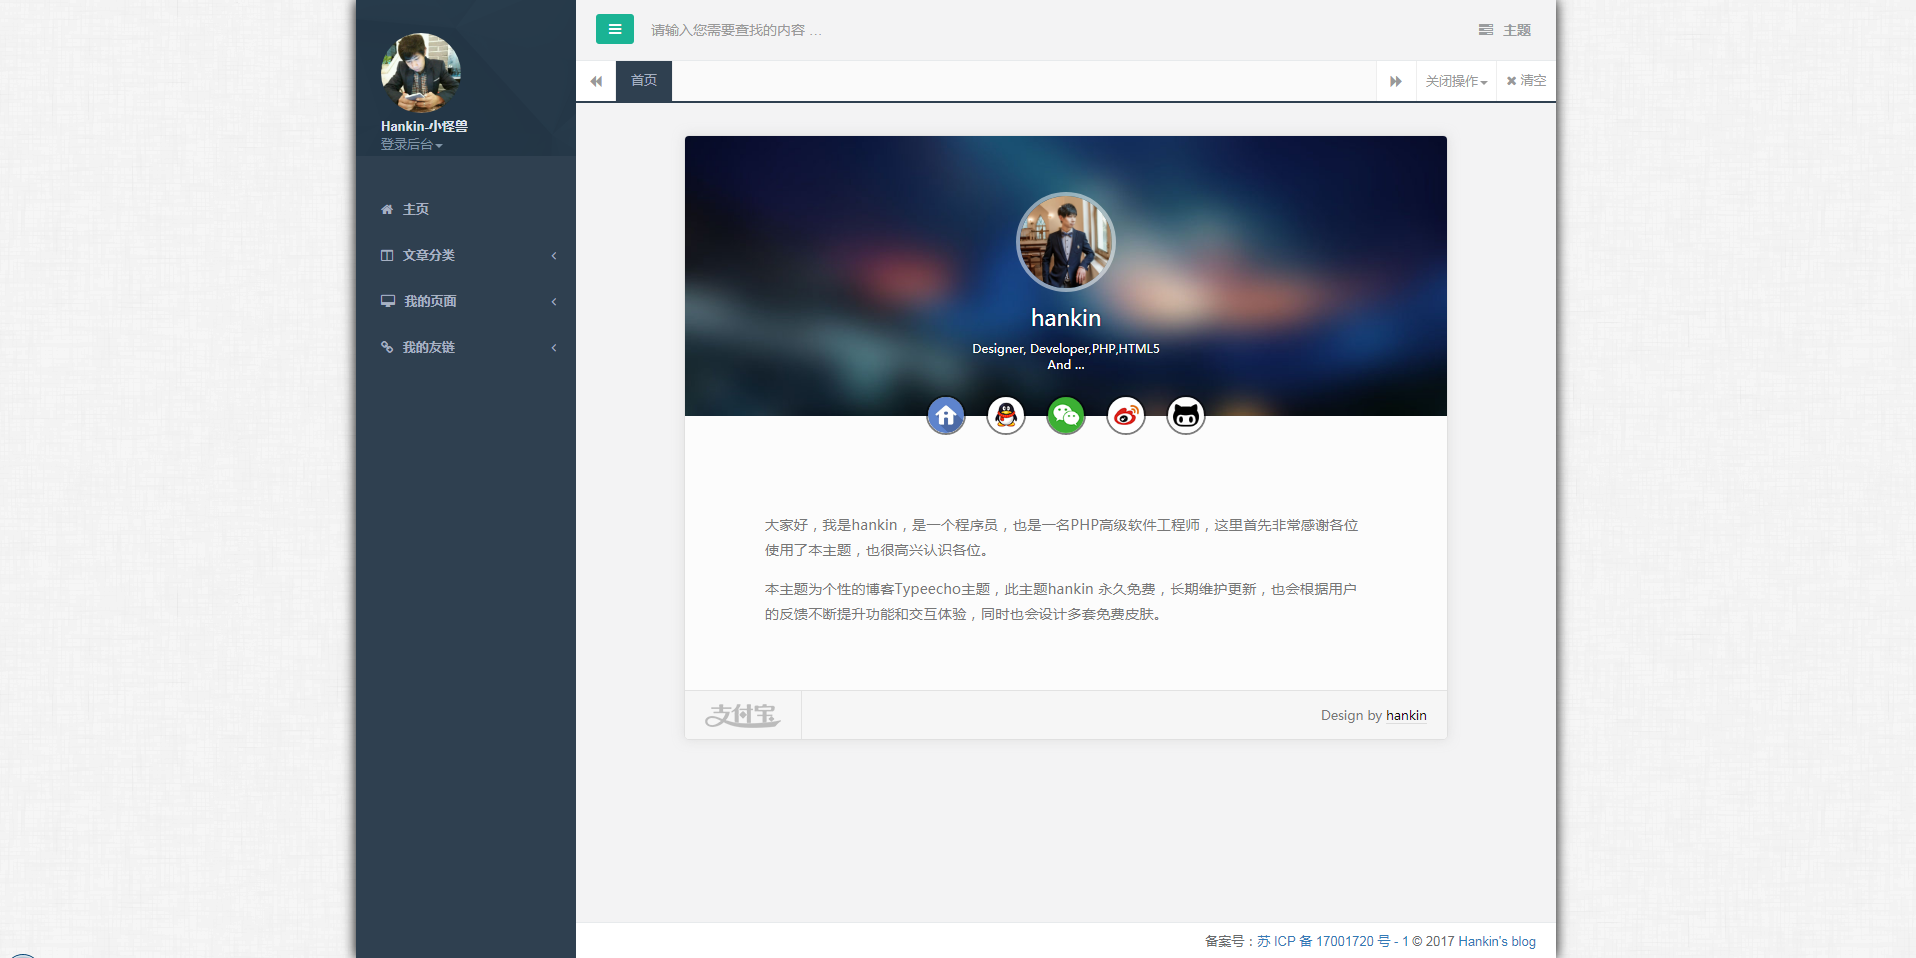 请输入您需要查找的内容 …
主题
首页
关闭操作
清空
Hankin-小怪兽
登录后台
主页
文章分类
我的页面
我的友链
hankin
Designer, Developer,PHP,HTML5
And ...
大家好，我是hankin，是一个程序员，也是一名PHP高级软件工程师，这里首先非常感谢各位
使用了本主题，也很高兴认识各位。
本主题为个性的博客Typeecho主题，此主题hankin 永久免费，长期维护更新，也会根据用户
的反馈不断提升功能和交互体验，同时也会设计多套免费皮肤。
支付宝
Design by hankin
备案号：苏 ICP 备 17001720 号 - 1 © 2017 Hankin's blog